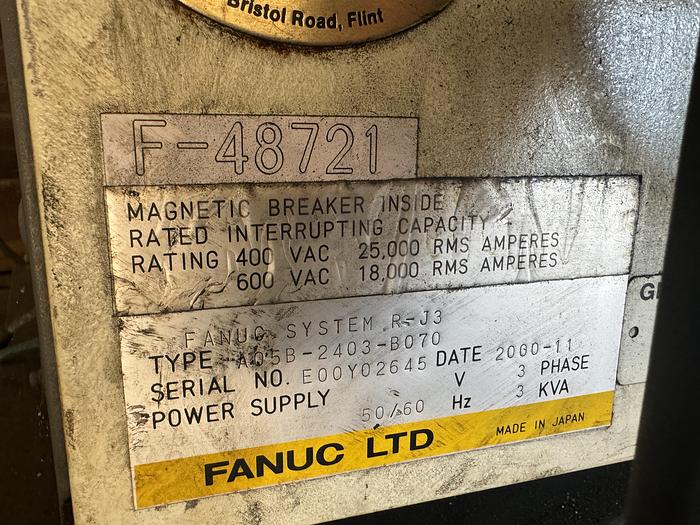 Bristol Road, Flint
F-48721
MAGNETIC BREAKER INSIDE
RATED INTERRUPTING CAPACITY
RATING 400 VAC 25,000 RMS AMPERES
600 VAC 18,000 RMS AMPERES
FANUC SYSTEM R-J3
TYPE A05B-2403-B070
SERIAL NO. E00Y02645 DATE 2000-11
POWER SUPPLY V 3 PHASE
50/60 Hz 3 KVA
FANUC LTD MADE IN JAPAN